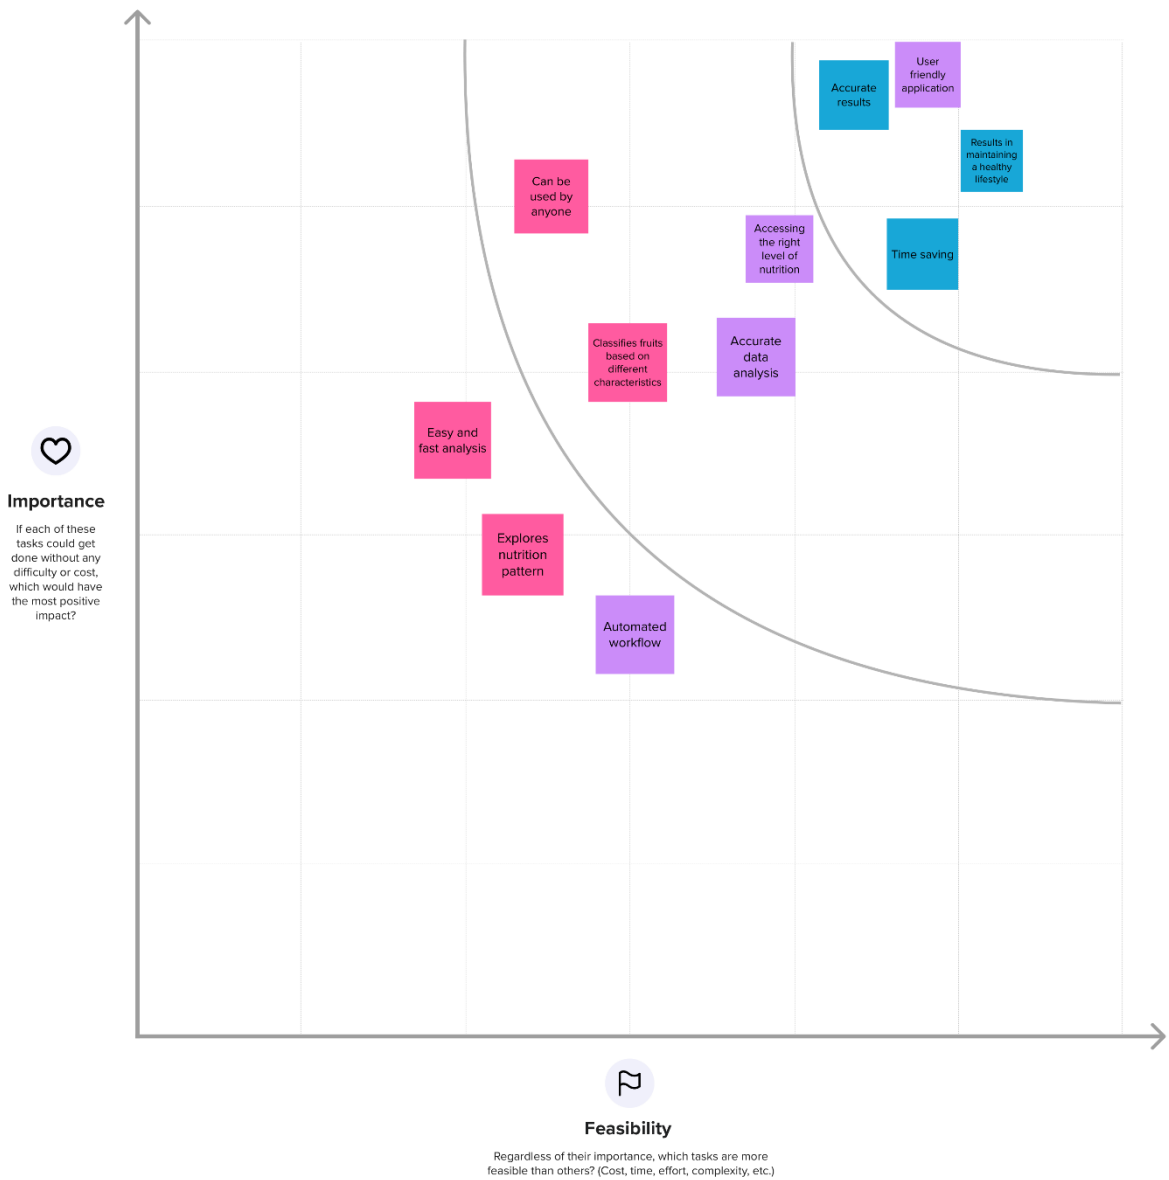 User
friendly
application
Accurate
results
Results in
maintaining
a healthy
lifestyle
Can be
used by
anyone
Accessing
the right
level of
nutrition
Time saving
Classifies fruits
based on
different
characteristics
Accurate
data
analysis
Easy and
fast analysis
Explores
nutrition
pattern
Automated
workflow
Importance
If each of these
tasks could get
done without any
difficulty or cost,
which would have
the most positive
impact?
Feasibility
Regardless of their importance, which tasks are more
feasible than others? (Cost, time, effort, complexity, etc.)